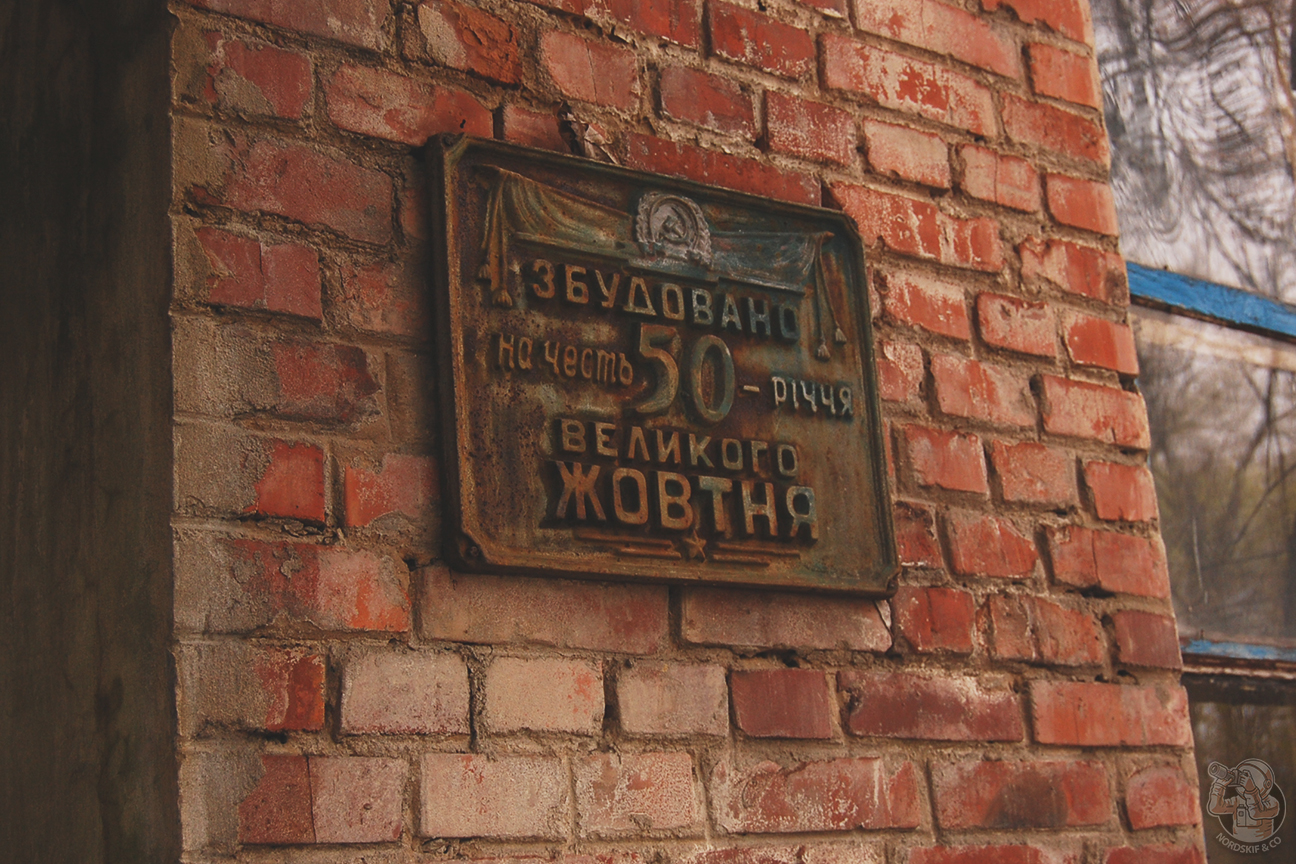 ЗБУДОВАНО
на честь 50 - річчя
ВЕЛИКОГО
ЖОВТНЯ
NORDSKIF & CO